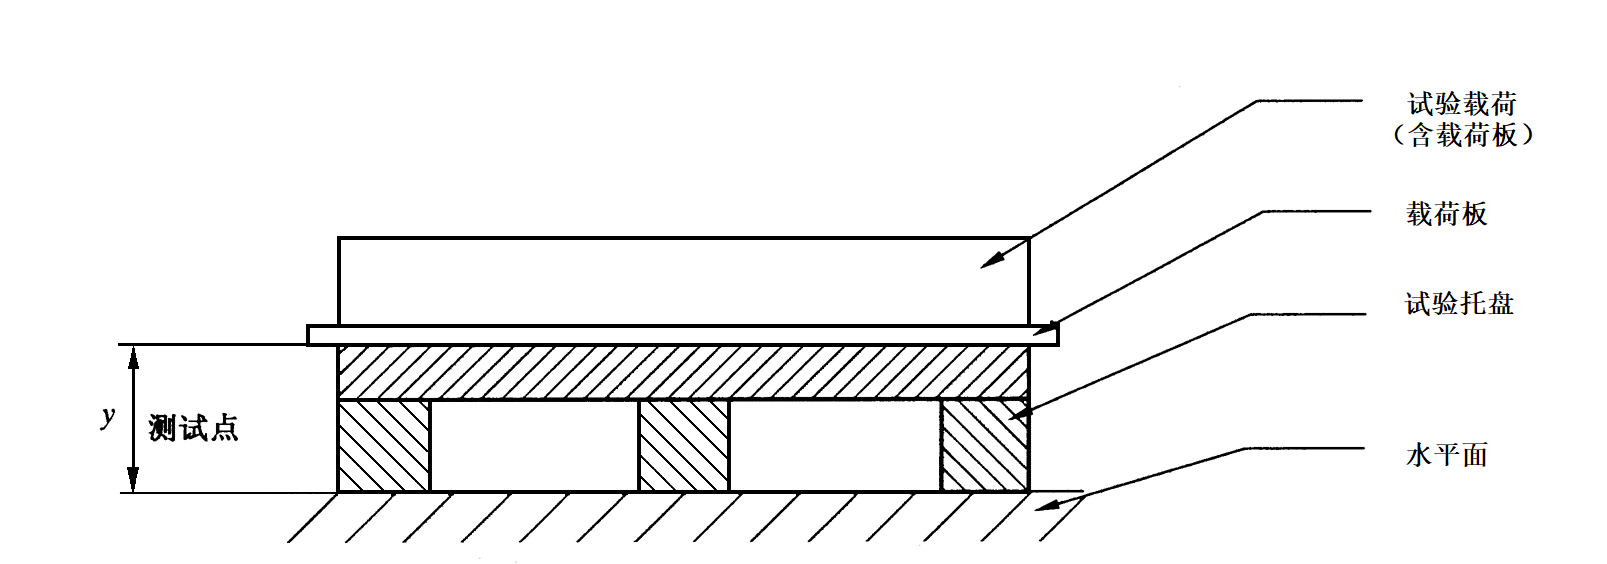 试验载荷
（含载荷板）
载荷板
试验托盘
y
测试点
水平面